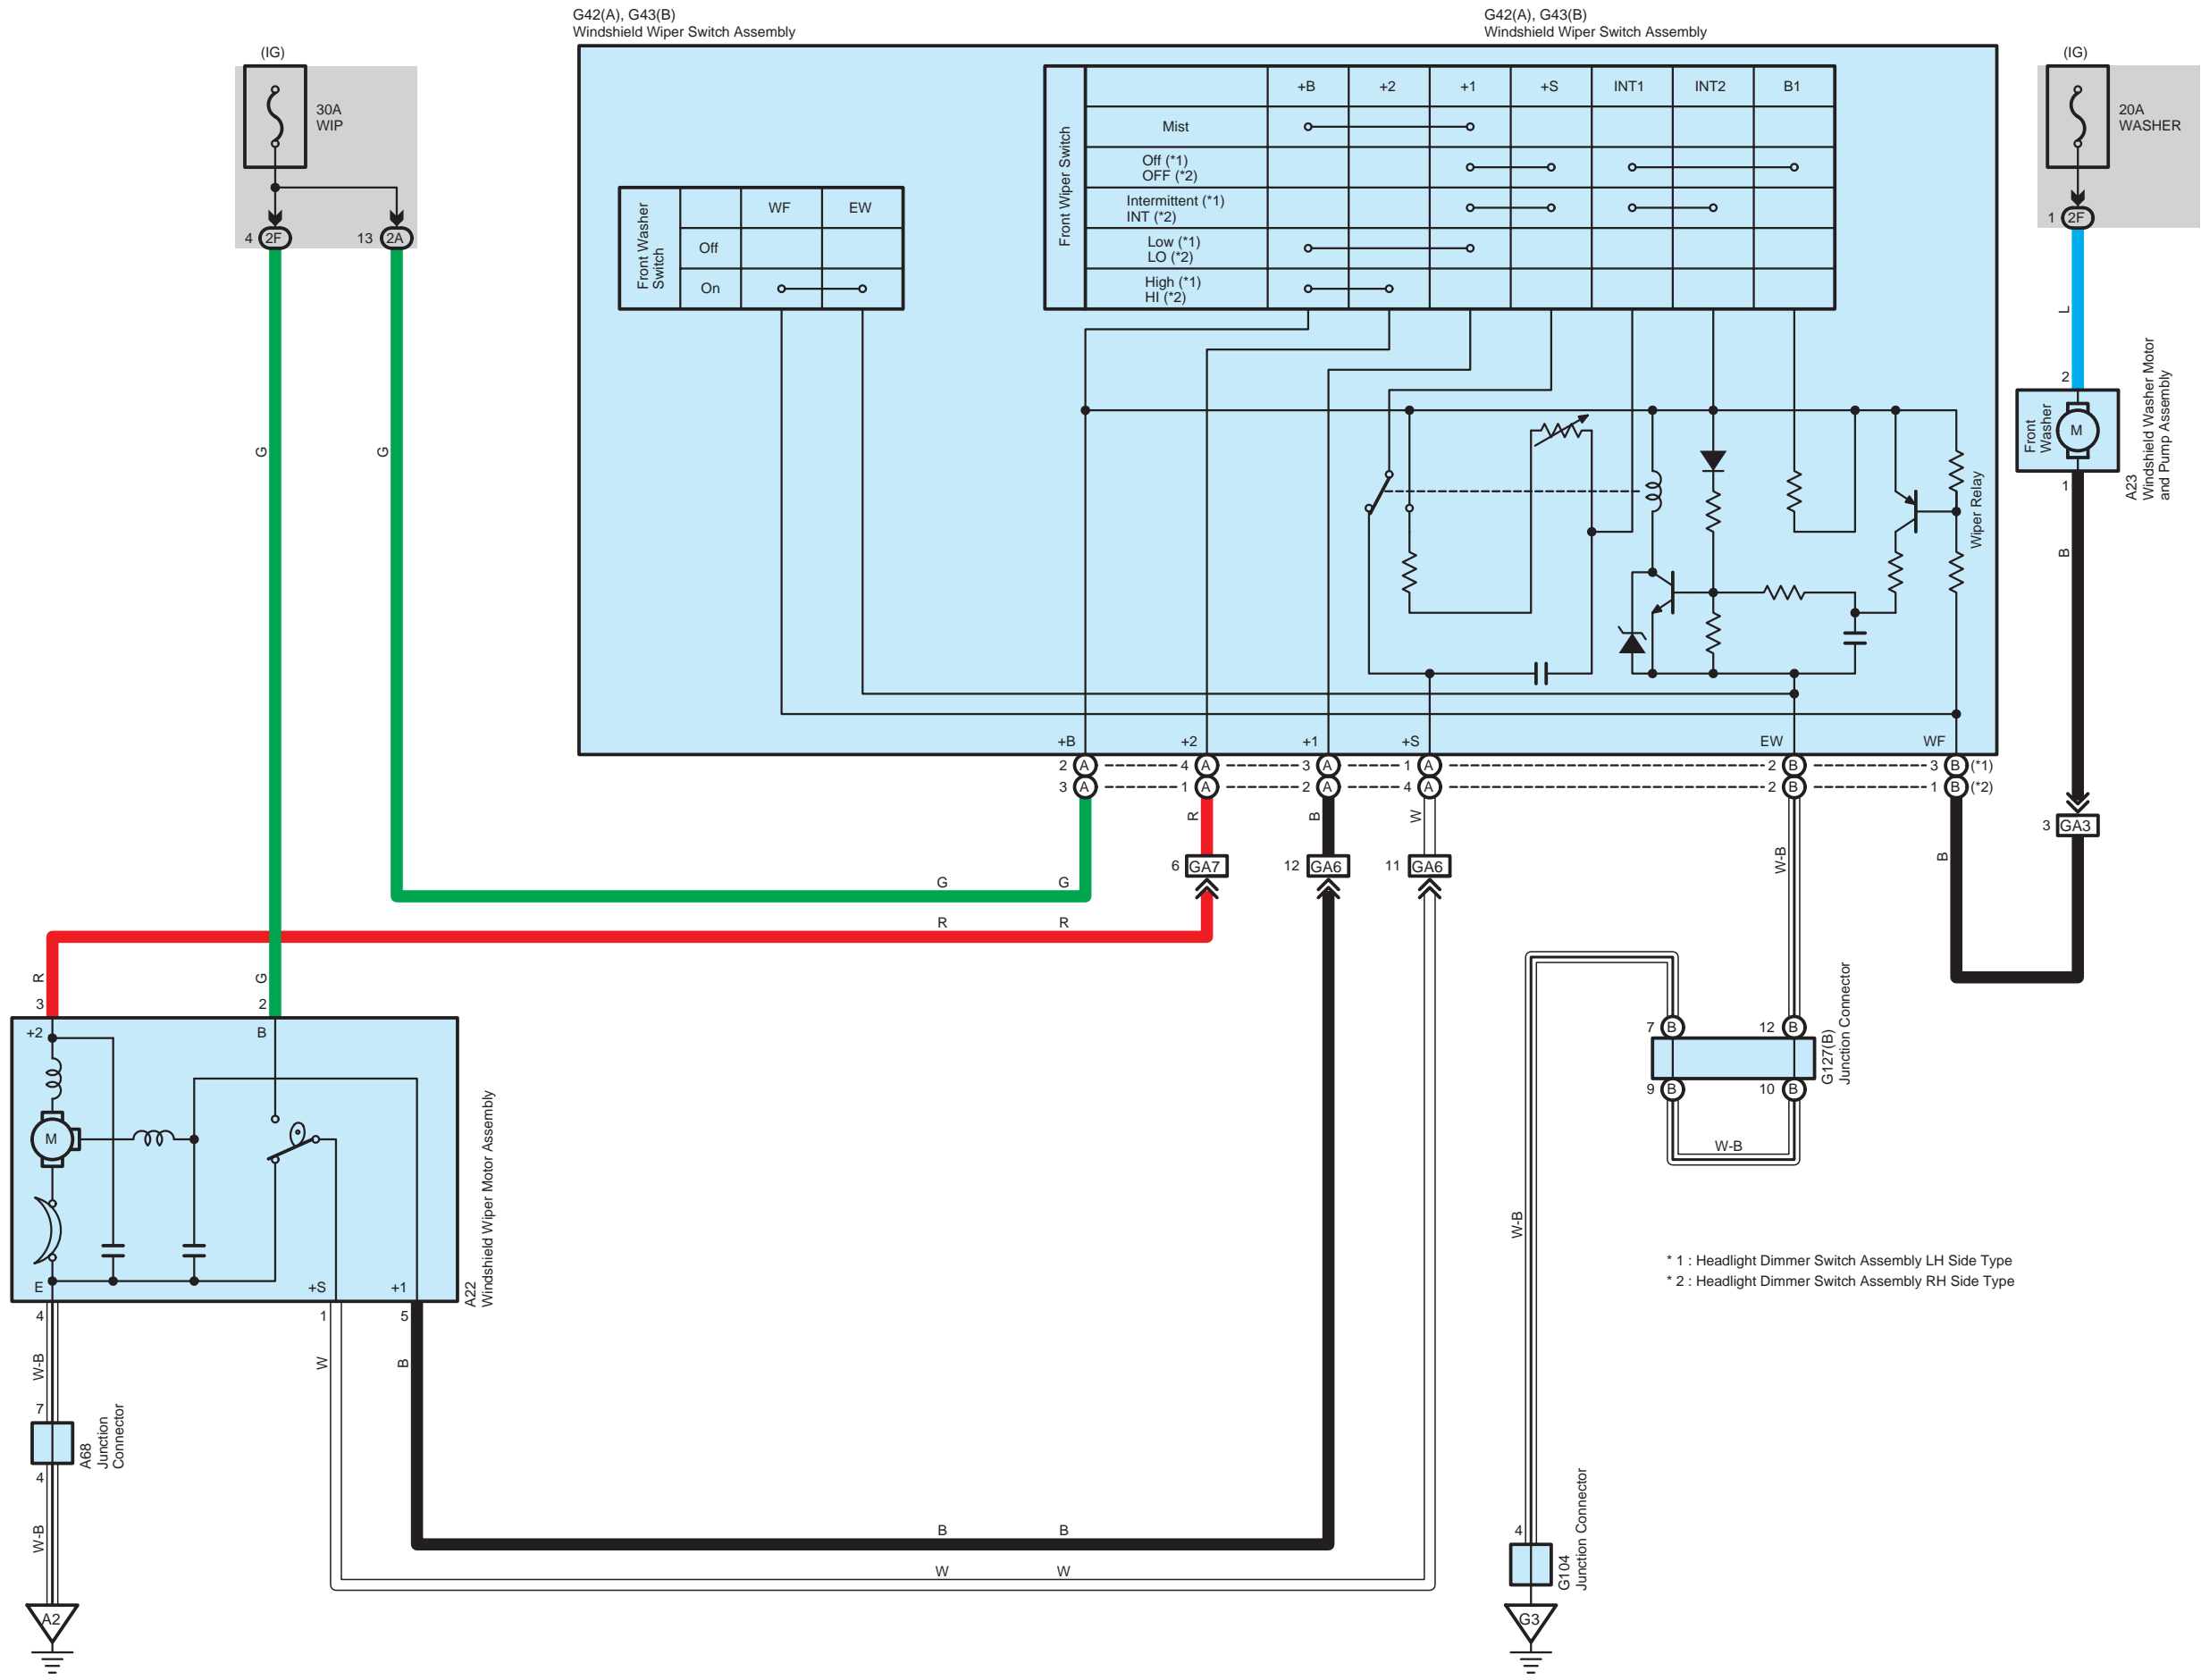 G42(A), G43(B)
Windshield Wiper Switch Assembly
G42(A), G43(B)
Windshield Wiper Switch Assembly
(IG)
30A
WIP
4 2F
13 2A
(IG)
20A
WASHER
1 2F
Front Washer
Switch
WF EW
Off
On
Front Wiper Switch
+B +2 +1 +S INT1 INT2 B1
Mist
Off (*1)
OFF (*2)
Intermittent (*1)
INT (*2)
Low (*1)
LO (*2)
High (*1)
HI (*2)
Wiper Relay
L
2
Front
Washer
M
1
A23
Windshield Washer Motor
and Pump Assembly
B
G
G
+B +2 +1 +S EW WF
2 A 4 A 3 A 1 A 2 B 3 B (*1)
3 A 1 A 2 A 4 A 2 B 1 B (*2)
R
B
W
W-B
B
3 GA3
6 GA7
12 GA6
11 GA6
G G
R R
R
G
3
2
+2
B
M
E
+S
+1
A22
Windshield Wiper Motor Assembly
4
1
5
7 B
12 B
9 B
10 B
G127(B)
Junction Connector
W-B
W-B
* 1 : Headlight Dimmer Switch Assembly LH Side Type
* 2 : Headlight Dimmer Switch Assembly RH Side Type
W-B
W
B
7
A68
Junction
Connector
4
W-B
A2
B B
W W
4
G104
Junction Connector
G3